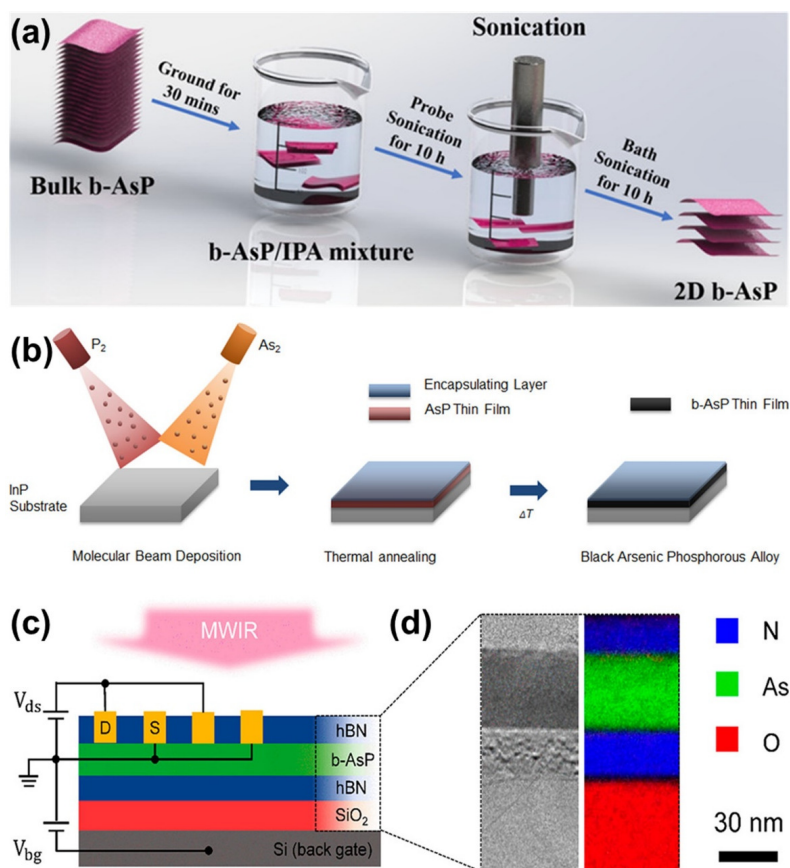 (a)
Sonication
Ground for
30 mins
Probe
Sonication
for 10 h
Bath
Sonication
for 10 h
Bulk b-AsP
b-AsP/IPA mixture
2D b-AsP
(b)
P2
As2
Encapsulating Layer
AsP Thin Film
b-AsP Thin Film
InP
Substrate
ΔT
Molecular Beam Deposition
Thermal annealing
Black Arsenic Phosphorous Alloy
(c)
MWIR
Vds
D
S
hBN
b-AsP
hBN
SiO2
Vbg
Si (back gate)
(d)
N
As
O
30 nm